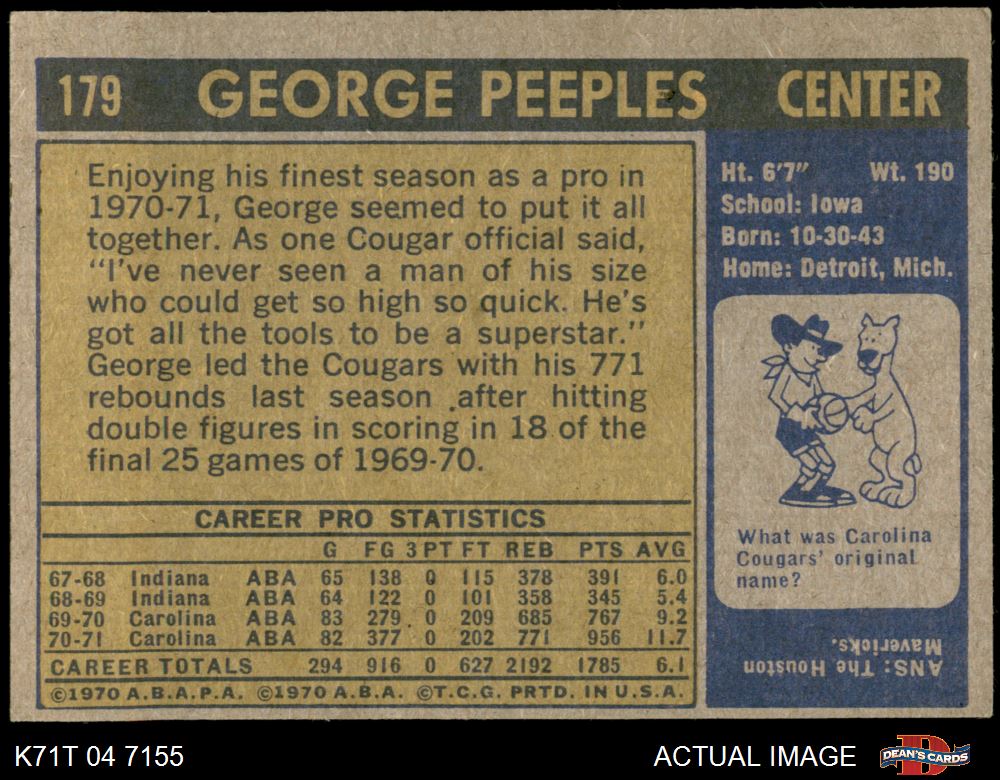 179 GEORGE PEEPLES CENTER
Enjoying his finest season as a pro in
1970-71, George seemed to put it all
together. As one Cougar official said,
"I've never seen a man of his size
who could get so high so quick. He's
got all the tools to be a superstar."
George led the Cougars with his 771
rebounds last season after hitting
double figures in scoring in 18 of the
final 25 games of 1969-70.
Ht. 6'7" Wt. 190
School: Iowa
Born: 10-30-43
Home: Detroit, Mich.
What was Carolina
Cougars' original
name?
ANS: The Houston
Mavericks.
CAREER PRO STATISTICS
G FG 3PT FT REB PTS AVG
67-68 Indiana ABA 65 138 0 115 378 391 6.0
68-69 Indiana ABA 64 122 0 101 358 345 5.4
69-70 Carolina ABA 83 279 0 209 685 767 9.2
70-71 Carolina ABA 82 377 0 202 771 956 11.7
CAREER TOTALS 294 916 0 627 2192 1785 6.1
©1970 A.B.A.P.A. ©1970 A.B.A. ©T.C.G. PRTD. IN U.S.A.
K71T 04 7155 ACTUAL IMAGE D DEAN'S CARDS